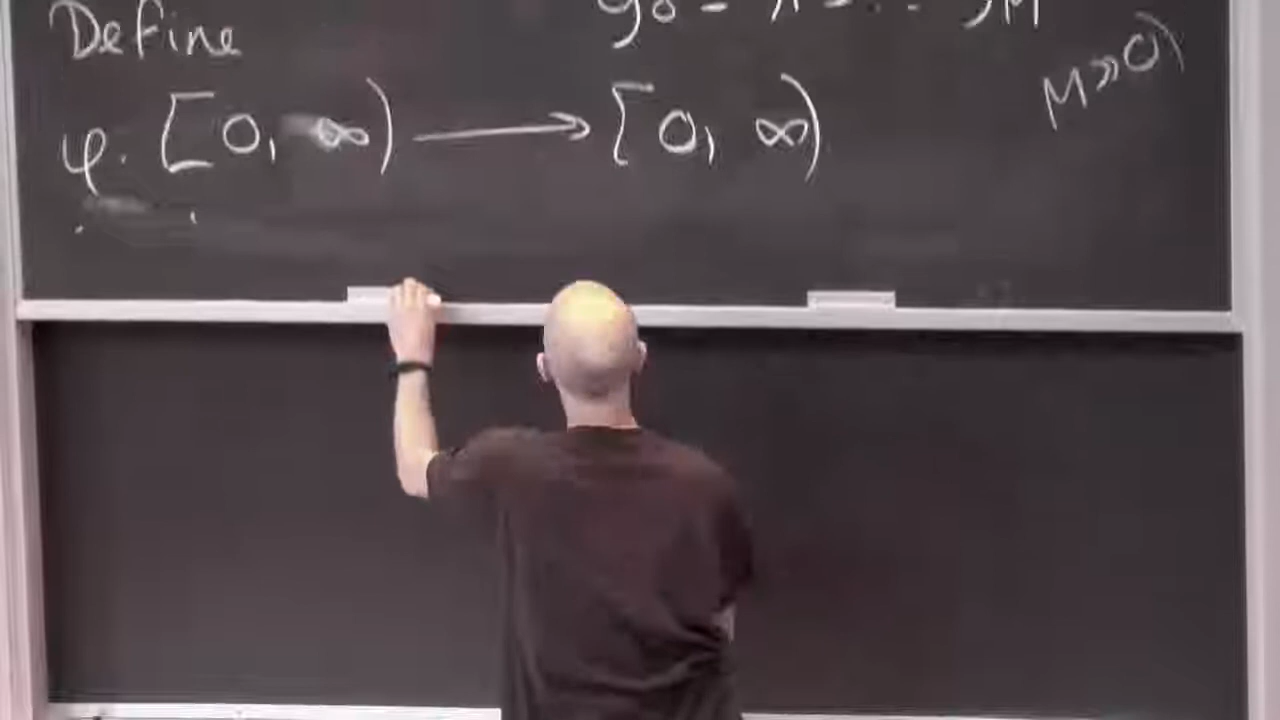 Define
M>>0)
φ: [0, ∞) ⟶ [0, ∞)